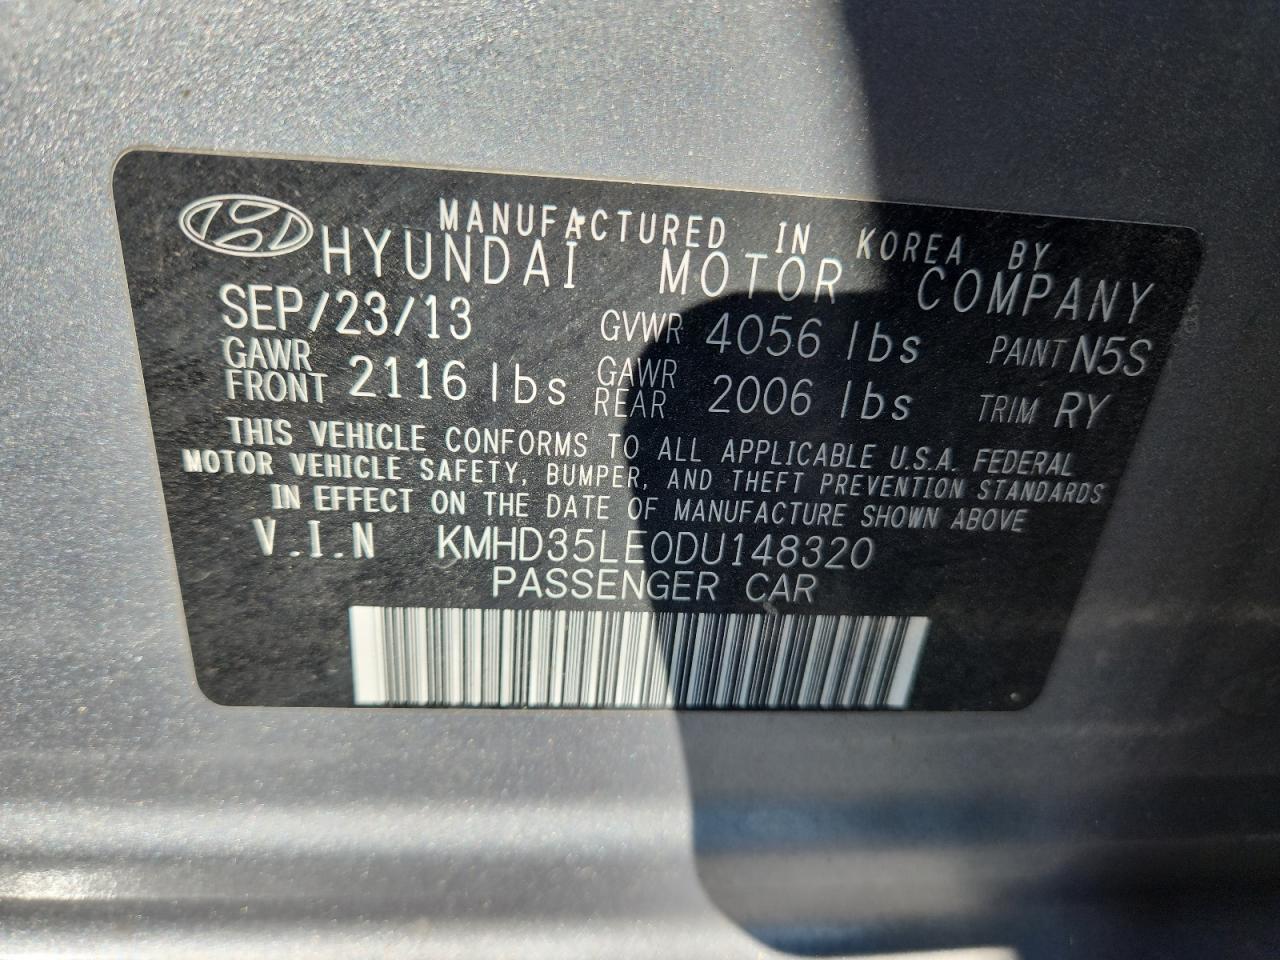 MANUFACTURED IN KOREA BY
HYUNDAI MOTOR COMPANY
SEP/23/13 GVWR 4056 lbs PAINT N5S
GAWR FRONT 2116 lbs GAWR REAR 2006 lbs TRIM RY
THIS VEHICLE CONFORMS TO ALL APPLICABLE U.S.A. FEDERAL
MOTOR VEHICLE SAFETY, BUMPER, AND THEFT PREVENTION STANDARDS
IN EFFECT ON THE DATE OF MANUFACTURE SHOWN ABOVE
V.I.N KMHD35LE0DU148320
PASSENGER CAR